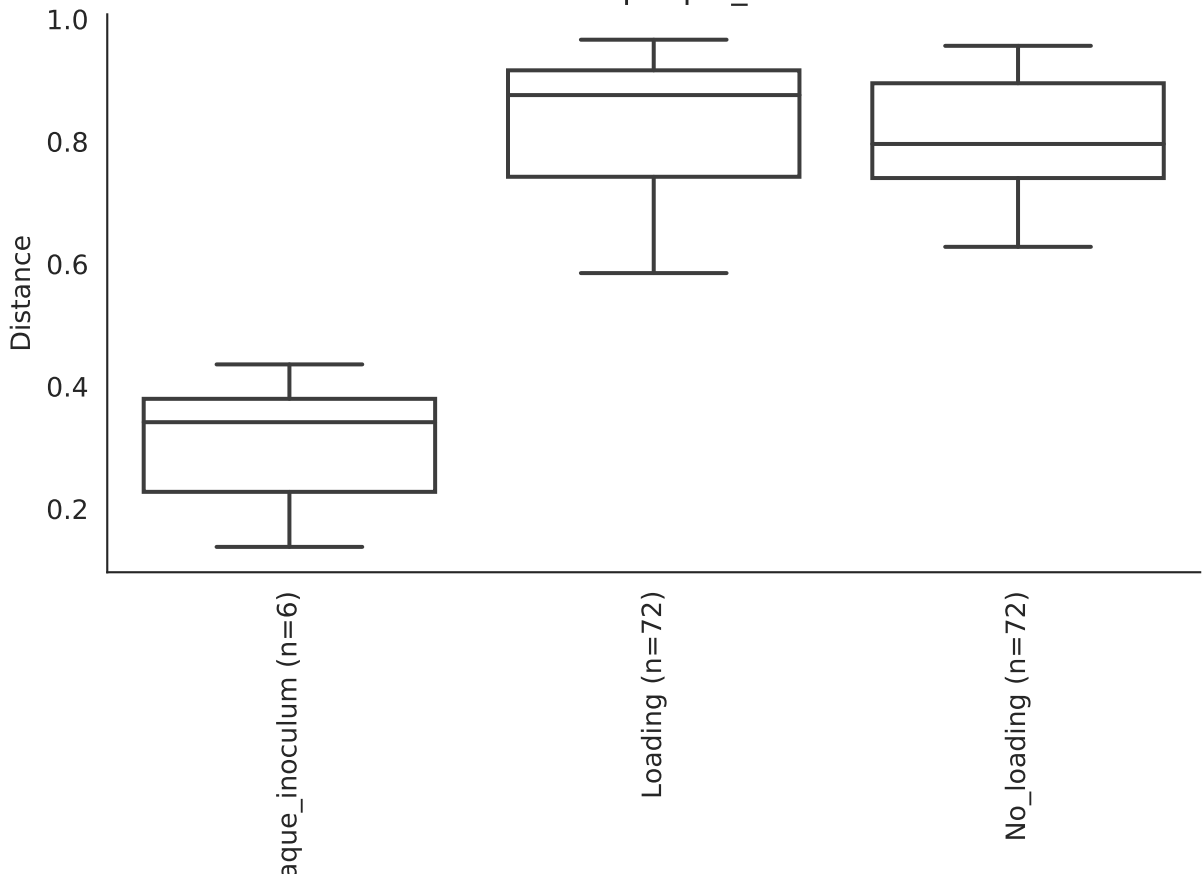 1.0
0.8
0.6
0.4
0.2
Distance
aque_inoculum (n=6)
Loading (n=72)
No_loading (n=72)